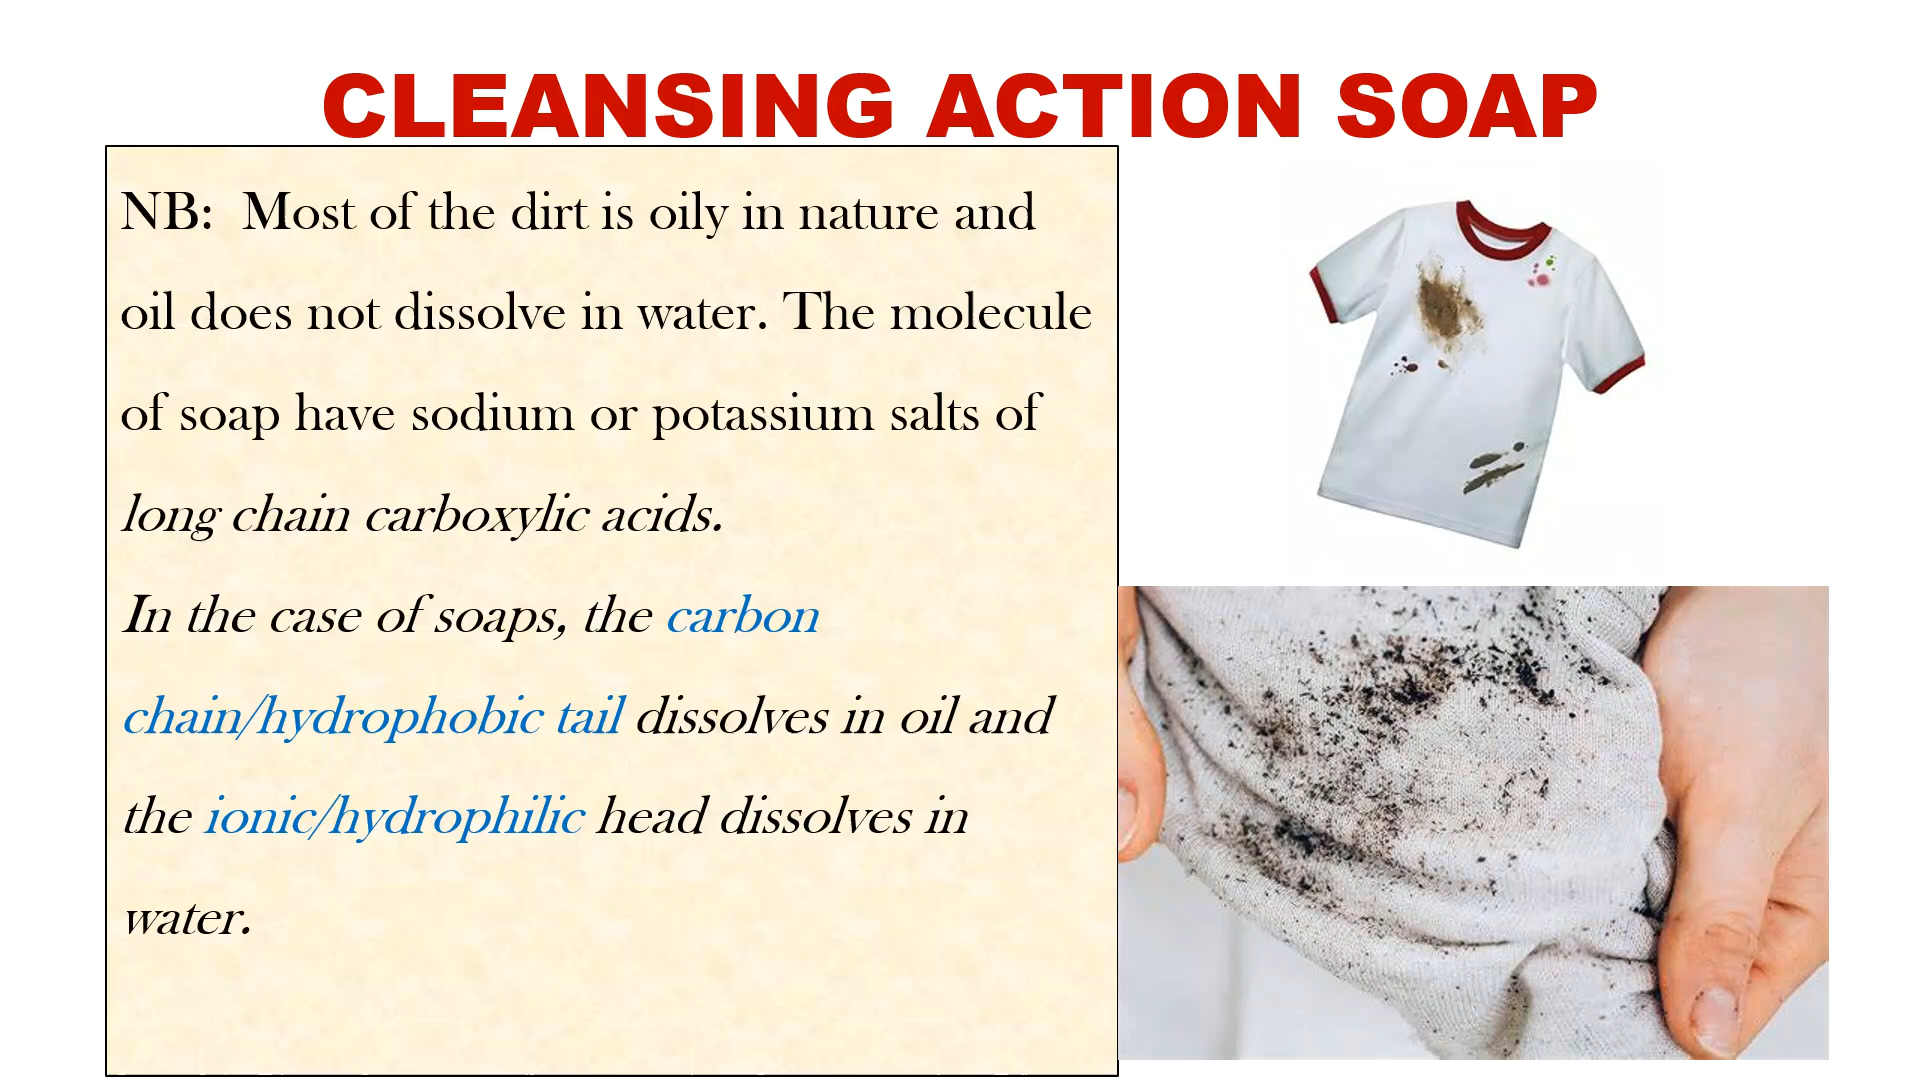 CLEANSING ACTION SOAP
NB:  Most of the dirt is oily in nature and
oil does not dissolve in water. The molecule
of soap have sodium or potassium salts of
long chain carboxylic acids.
In the case of soaps, the carbon
chain/hydrophobic tail dissolves in oil and
the ionic/hydrophilic head dissolves in
water.